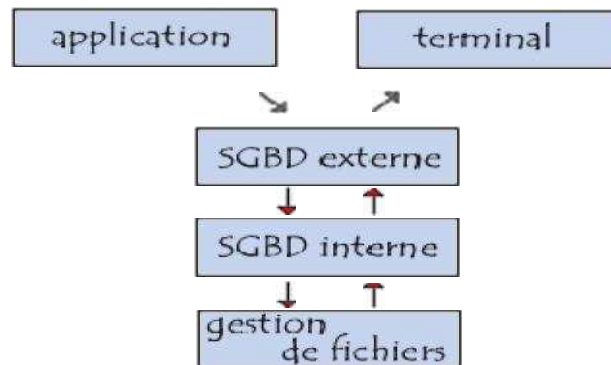 application
terminal
SGBD externe
SGBD interne
gestion
de fichiers